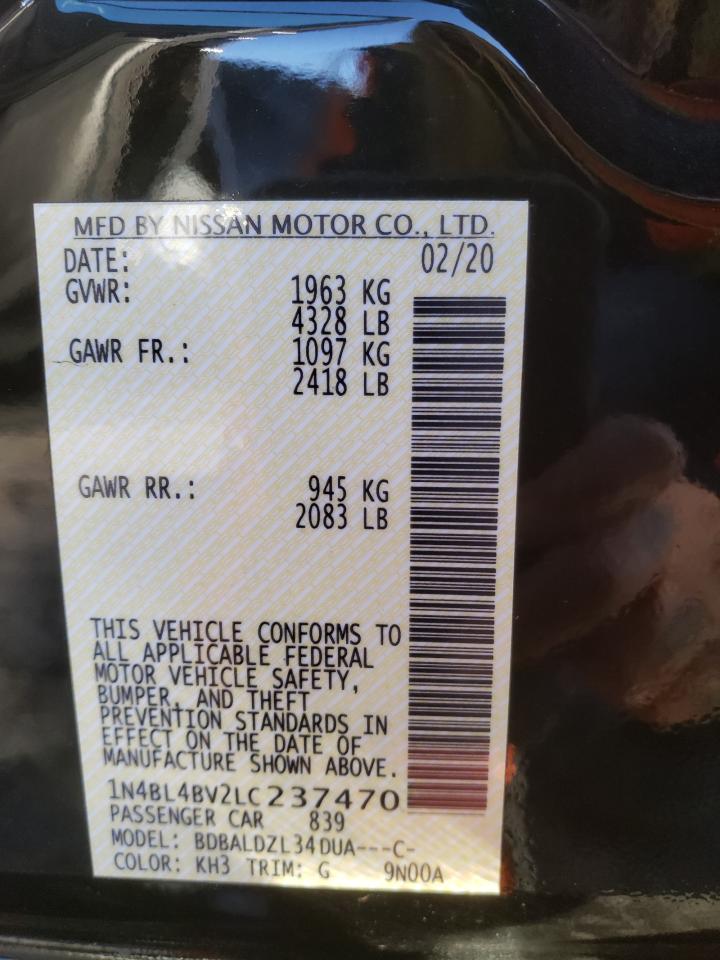 MFD BY NISSAN MOTOR CO., LTD.
DATE: 02/20
GVWR: 1963 KG
4328 LB
GAWR FR.: 1097 KG
2418 LB
GAWR RR.: 945 KG
2083 LB
THIS VEHICLE CONFORMS TO
ALL APPLICABLE FEDERAL
MOTOR VEHICLE SAFETY,
BUMPER, AND THEFT
PREVENTION STANDARDS IN
EFFECT ON THE DATE OF
MANUFACTURE SHOWN ABOVE.
1N4BL4BV2LC237470
PASSENGER CAR 839
MODEL: BDBALDZL34DUA---C-
COLOR: KH3 TRIM: G 9N00A